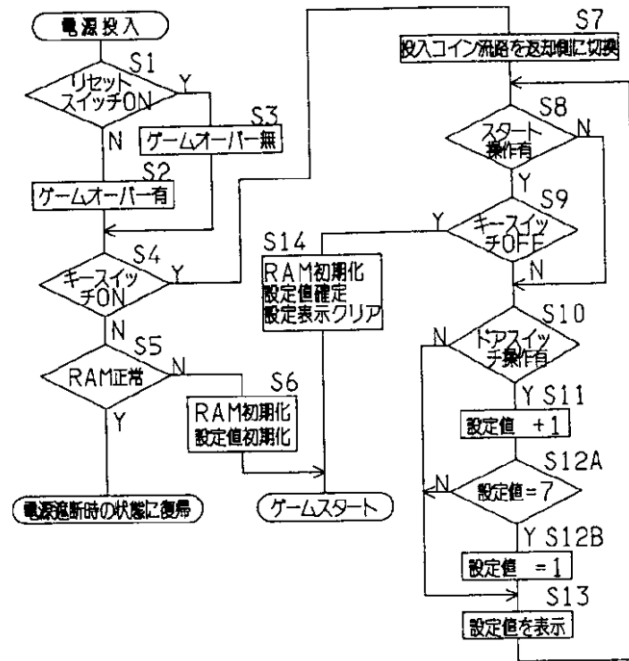 電源投入
S1
リセット
スイッチON
Y
N
S3
ゲームオーバー無
S2
ゲームオーバー有
S4
キースイッ
チON
Y
N
S5
RAM正常
N
Y
S6
RAM初期化
設定値初期化
電源遮断時の状態に復帰
ゲームスタート
S7
投入コイン流路を返却側に切換
S8
スタート
操作有
N
Y
S9
キースイッ
チOFF
Y
N
S14
RAM初期化
設定値確定
設定表示クリア
S10
ドアスイッ
チ操作有
N
Y
S11
設定値 +1
S12A
設定値=7
N
Y
S12B
設定値 =1
S13
設定値を表示